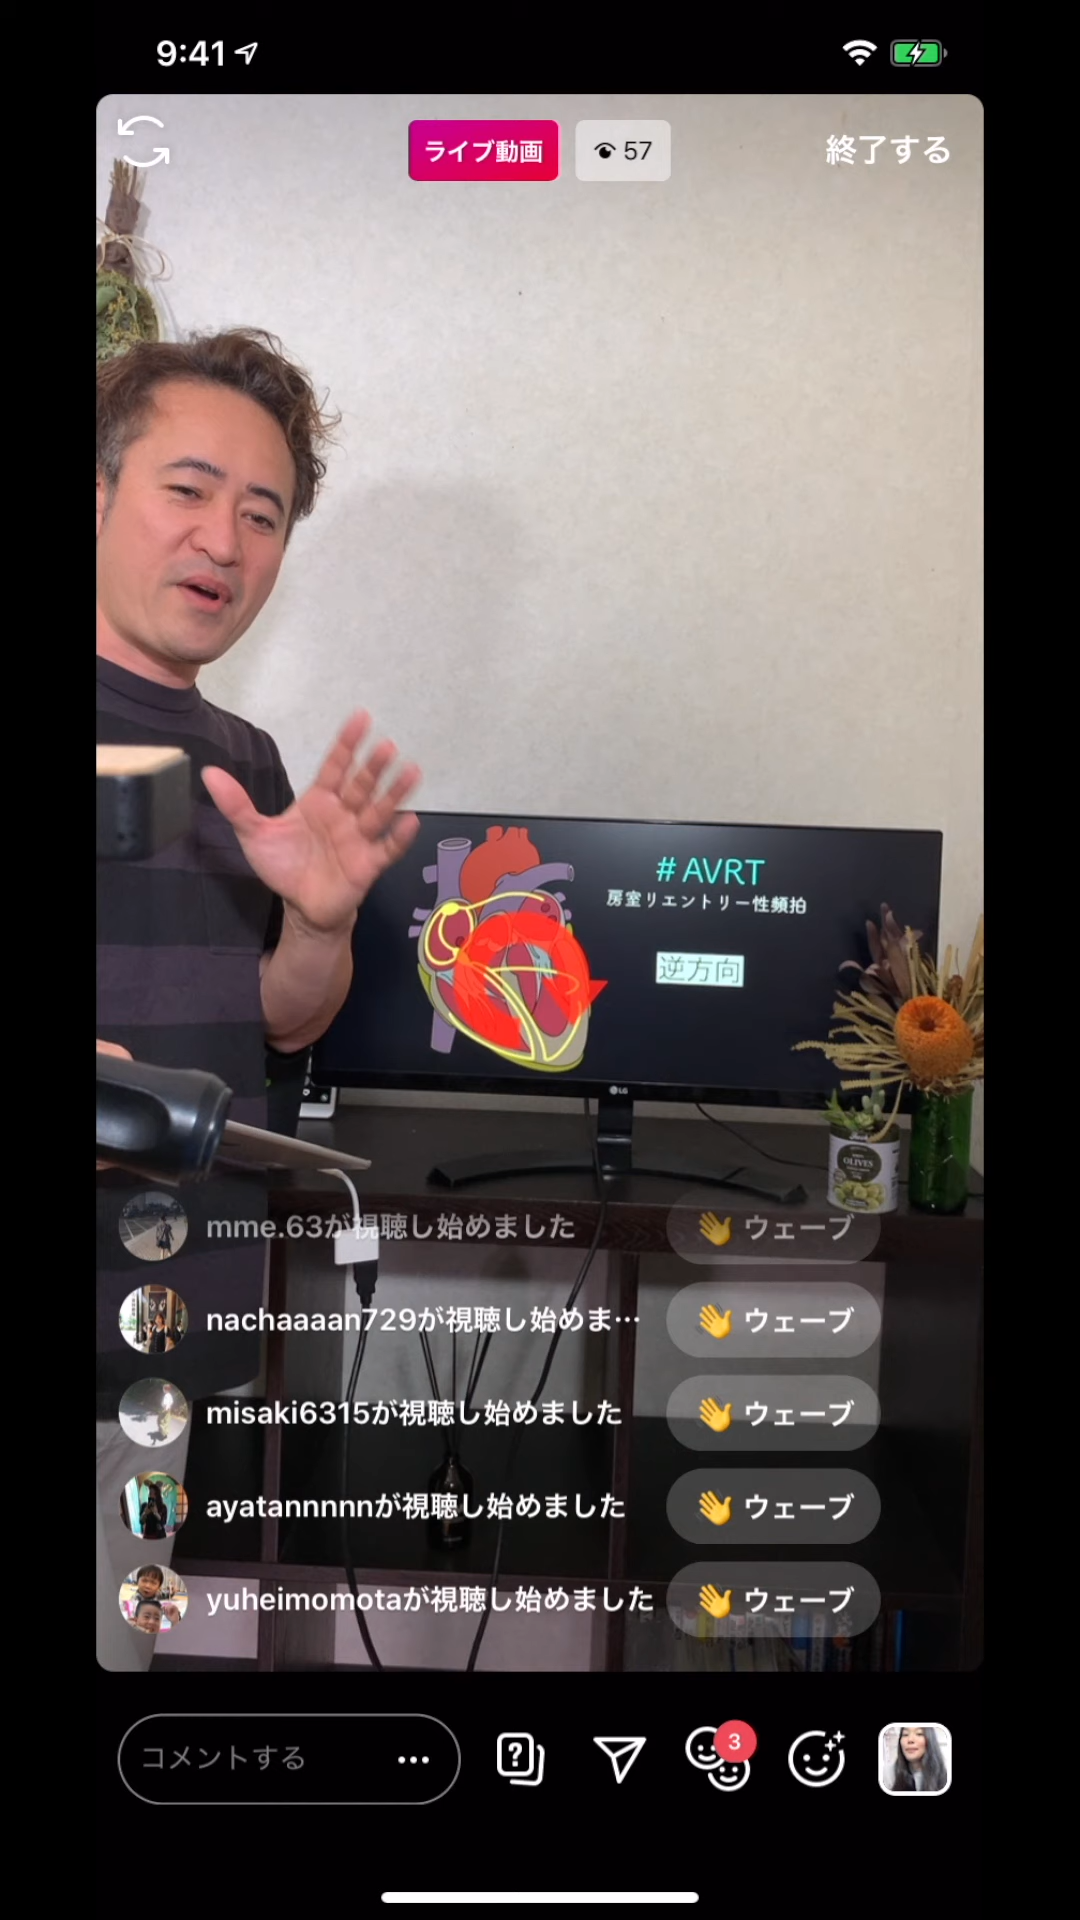 9:41
ライブ動画
57
終了する
# AVRT
房室リエントリー性頻拍
逆方向
LG
OLIVES
mme.63が視聴し始めました
ウェーブ
nachaaaan729が視聴し始めま…
ウェーブ
misaki6315が視聴し始めました
ウェーブ
ayatannnnnが視聴し始めました
ウェーブ
yuheimomotaが視聴し始めました
ウェーブ
コメントする
?
3